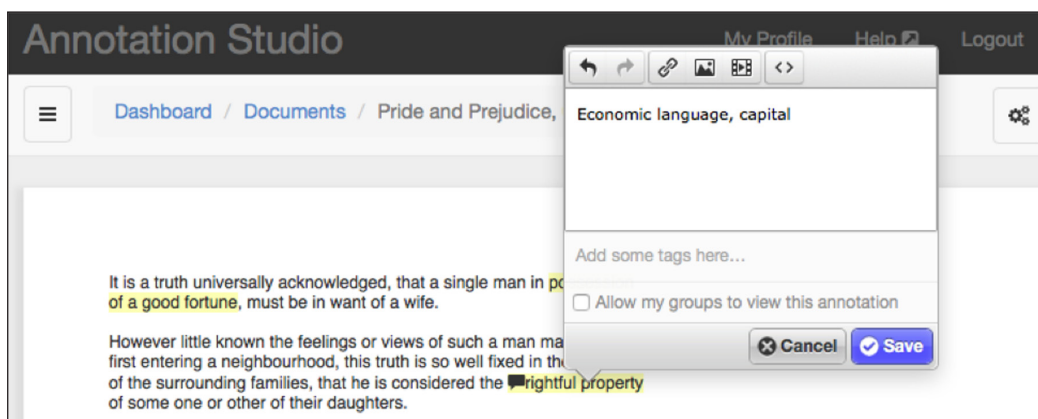 Annotation Studio
My Profile Help Logout
Dashboard / Documents / Pride and Prejudice,
Economic language, capital
Add some tags here...
Allow my groups to view this annotation
Cancel Save
It is a truth universally acknowledged, that a single man in
of a good fortune, must be in want of a wife.
However little known the feelings or views of such a man
first entering a neighbourhood, this truth is so well fixed in
of the surrounding families, that he is considered the rightful property
of some one or other of their daughters.